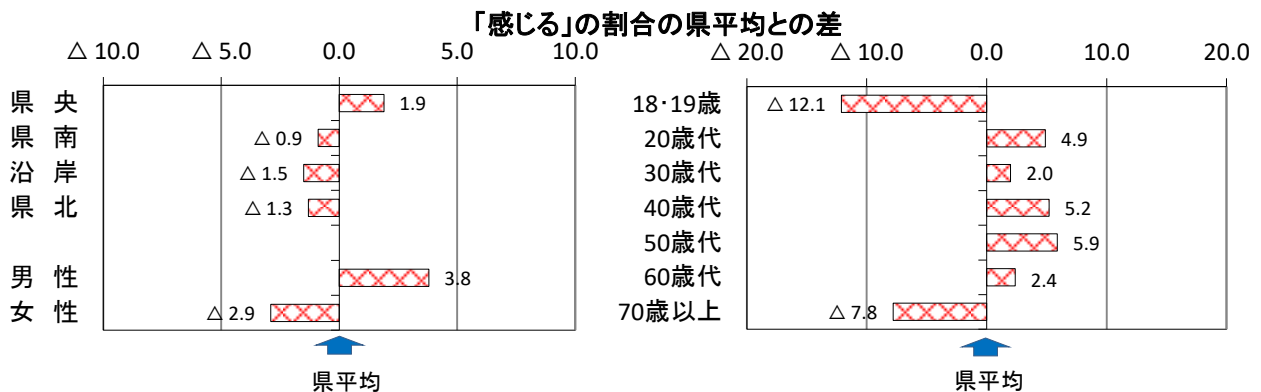 「感じる」の割合の県平均との差
△ 10.0 △ 5.0 0.0 5.0 10.0
県 央 1.9
県 南 △ 0.9
沿 岸 △ 1.5
県 北 △ 1.3
男 性 3.8
女 性 △ 2.9
県平均
△ 20.0 △ 10.0 0.0 10.0 20.0
18･19歳 △ 12.1
20歳代 4.9
30歳代 2.0
40歳代 5.2
50歳代 5.9
60歳代 2.4
70歳以上 △ 7.8
県平均